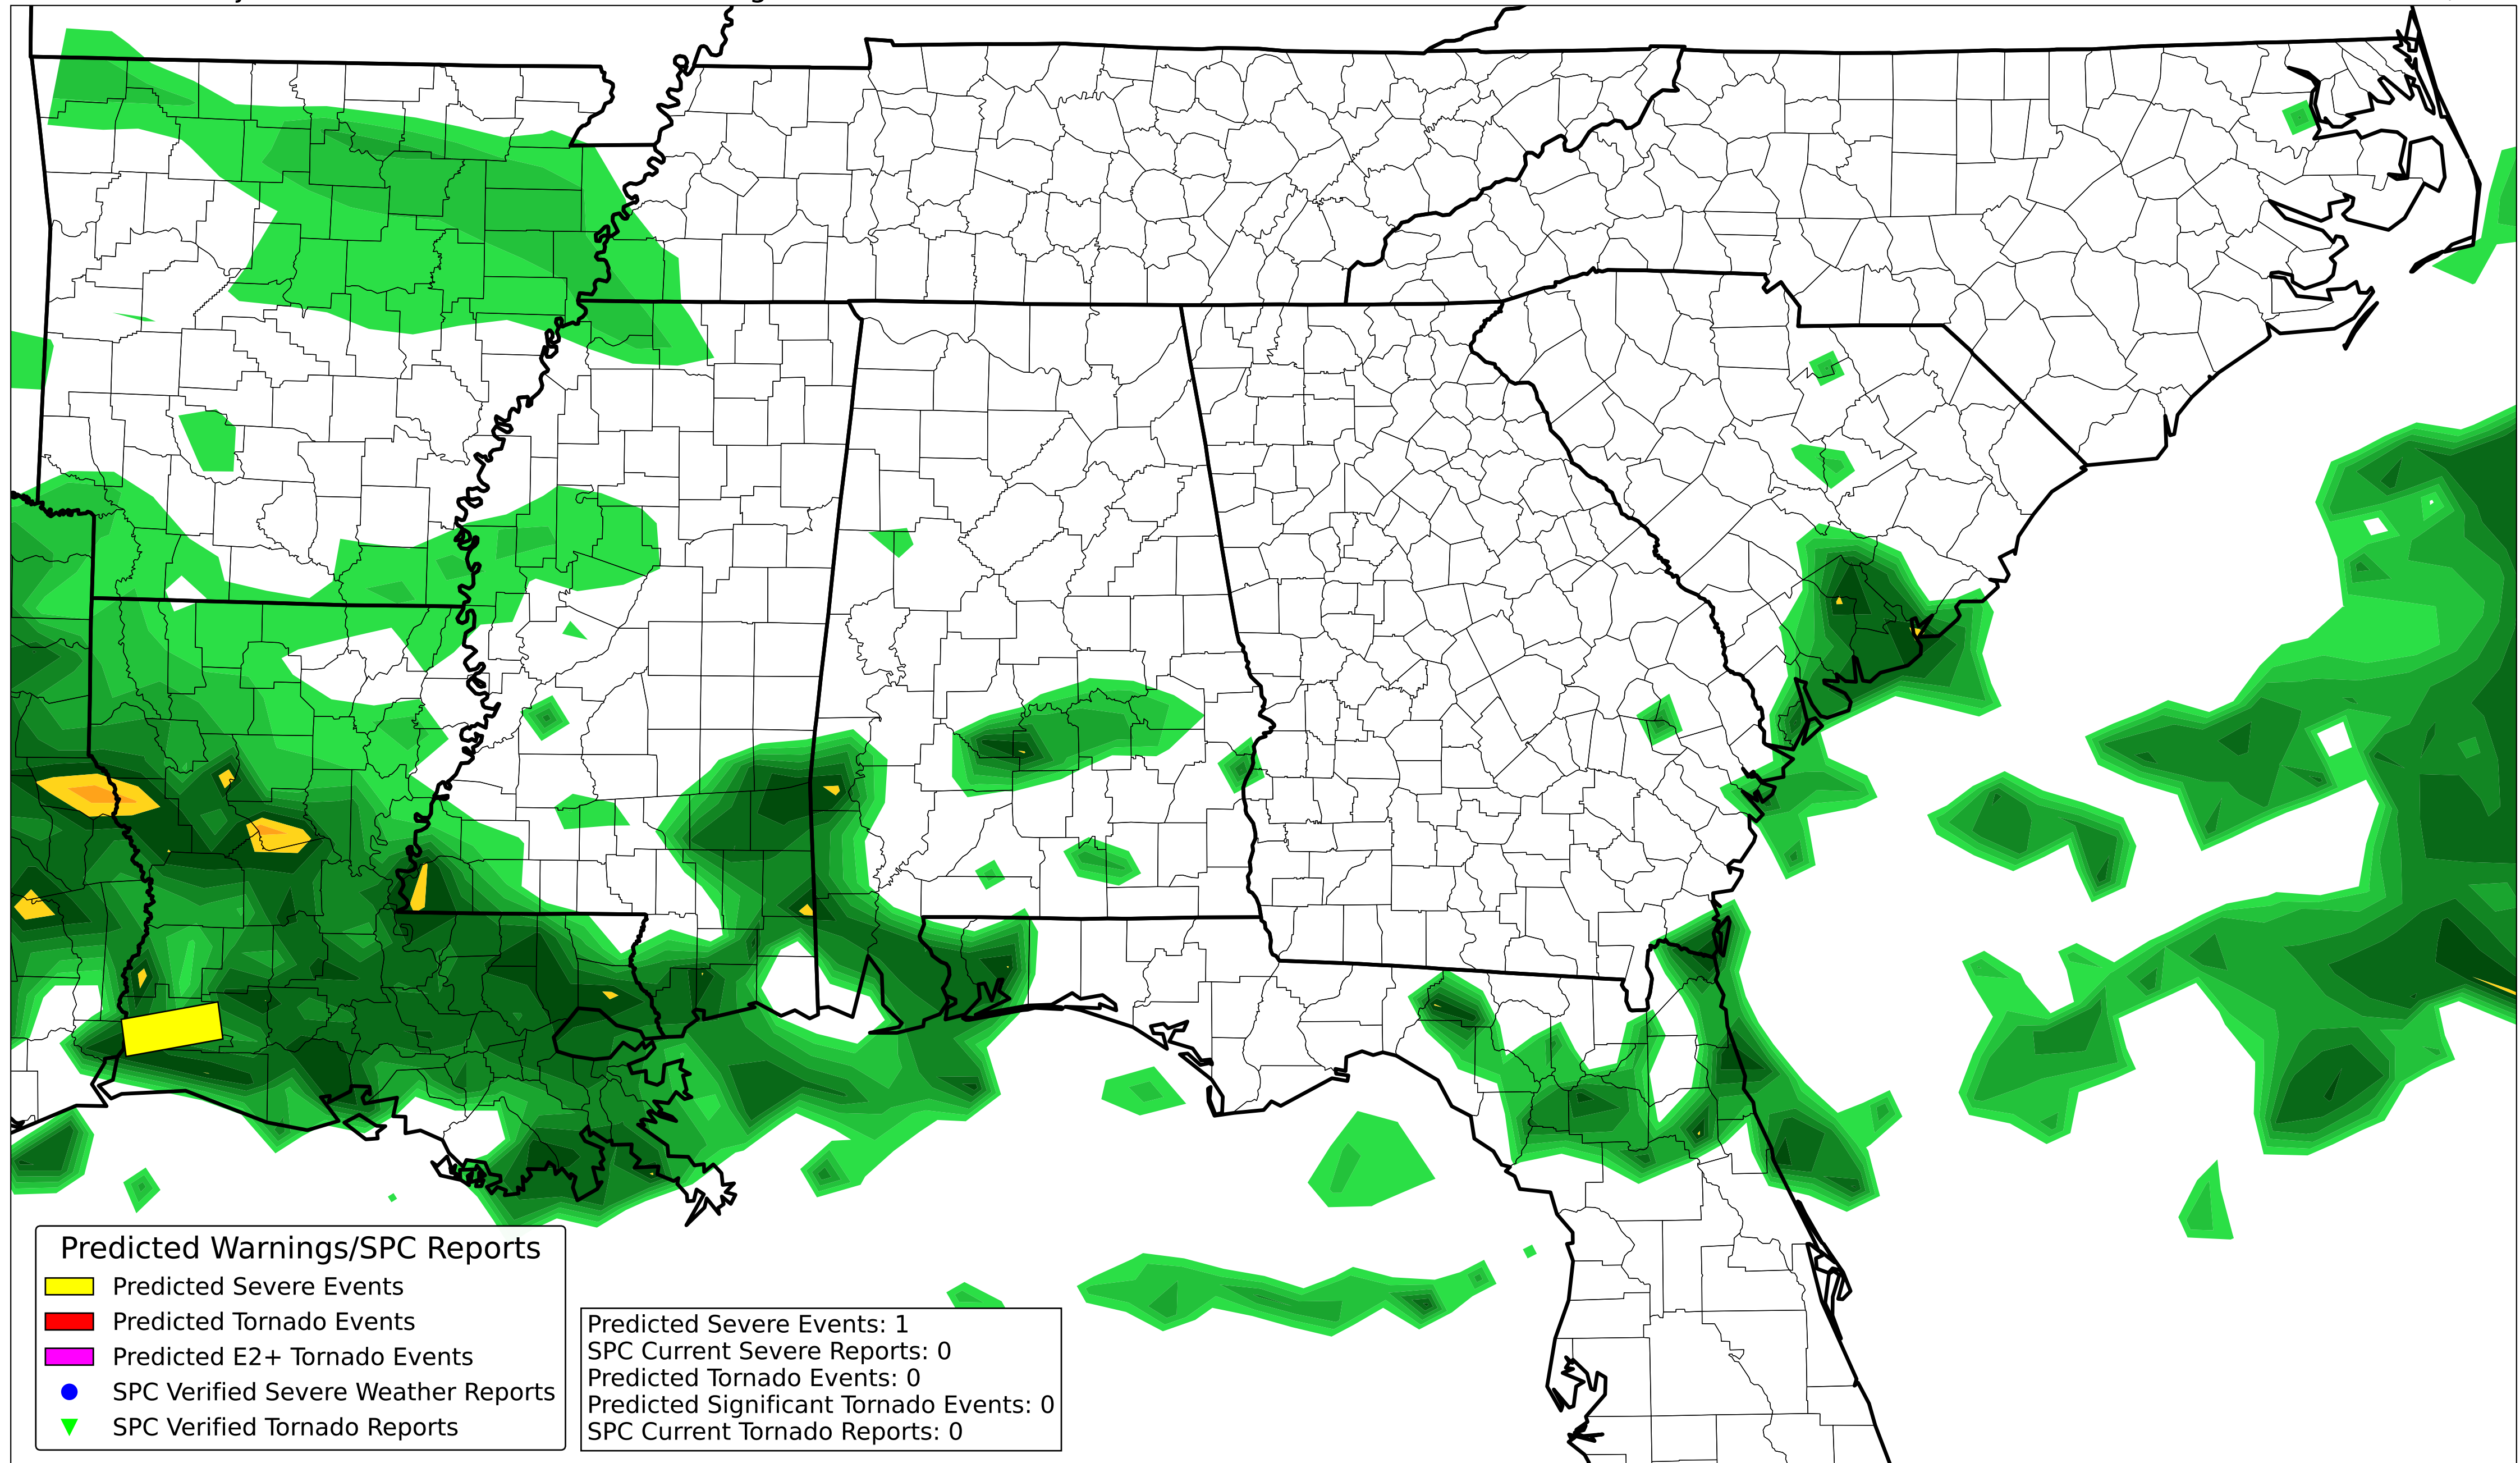 Predicted Warnings/SPC Reports
Predicted Severe Events
Predicted Tornado Events
Predicted E2+ Tornado Events
SPC Verified Severe Weather Reports
SPC Verified Tornado Reports
Predicted Severe Events: 1
SPC Current Severe Reports: 0
Predicted Tornado Events: 0
Predicted Significant Tornado Events: 0
SPC Current Tornado Reports: 0